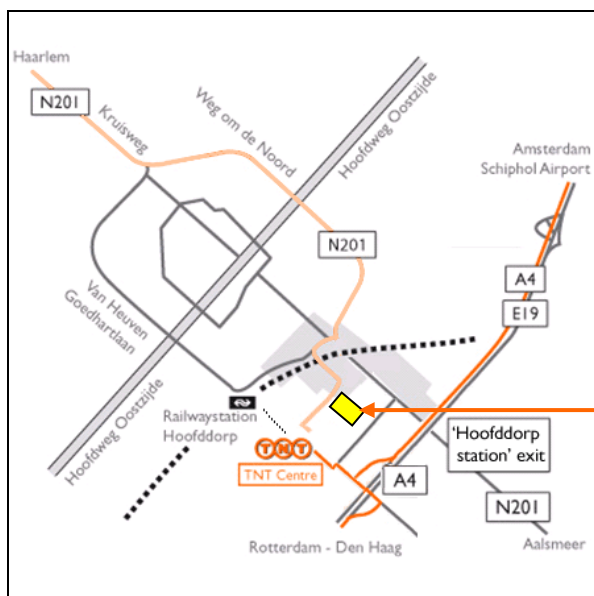 Haarlem
N201
Kruisweg
Weg om de Noord
Hoofdweg Oostzijde
Amsterdam
Schiphol Airport
N201
A4
E19
Van Heuven
Goedhartlaan
Railwaystation
Hoofddorp
Hoofdweg Oostzijde
TNT
TNT Centre
'Hoofddorp
station' exit
A4
N201
Rotterdam - Den Haag
Aalsmeer